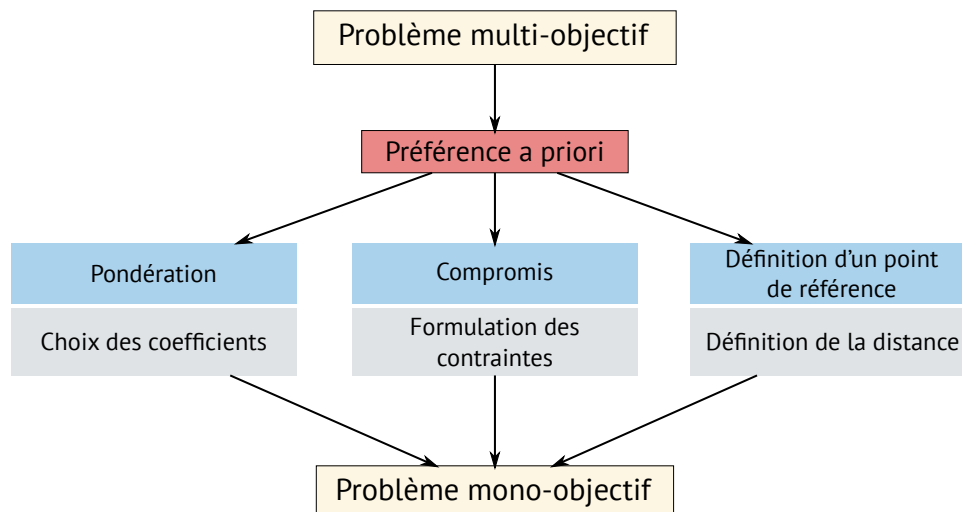 Problème multi-objectif
Préférence a priori
Pondération
Choix des coefficients
Compromis
Formulation des
contraintes
Définition d'un point
de référence
Définition de la distance
Problème mono-objectif